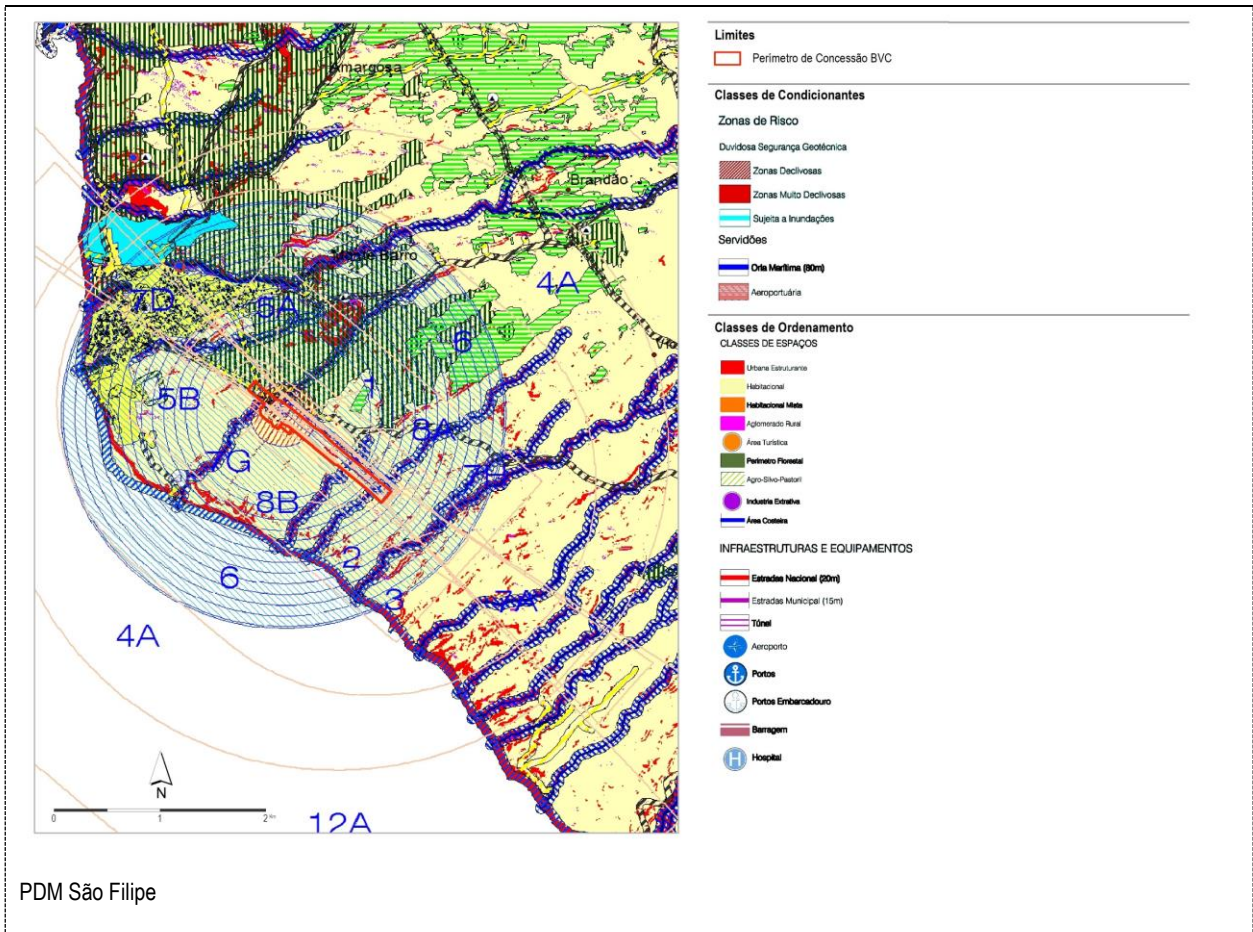 Amargosa
Brandão
Barro
4A
7D
5A
6
5B
1
8A
7G
8B
2
6
3
7A
4A
N
0 1 2 Km
12A
Limites
Perimetro de Concessão BVC
Classes de Condicionantes
Zonas de Risco
Duvidosa Segurança Geotécnica
Zonas Declivosas
Zonas Muito Declivosas
Sujeita a Inundações
Servidões
Orla Marítima (80m)
Aeroportuária
Classes de Ordenamento
CLASSES DE ESPAÇOS
Urbana Estruturante
Habitacional
Habitacional Mista
Aglomerado Rural
Área Turística
Perimetro Florestal
Agro-Silvo-Pastoril
Industria Extrativa
Área Costeira
INFRAESTRUTURAS E EQUIPAMENTOS
Estradas Nacional (20m)
Estradas Municipal (15m)
Túnel
Aeroporto
Portos
Portos Embarcadouro
Barragem
H Hospital
PDM São Filipe